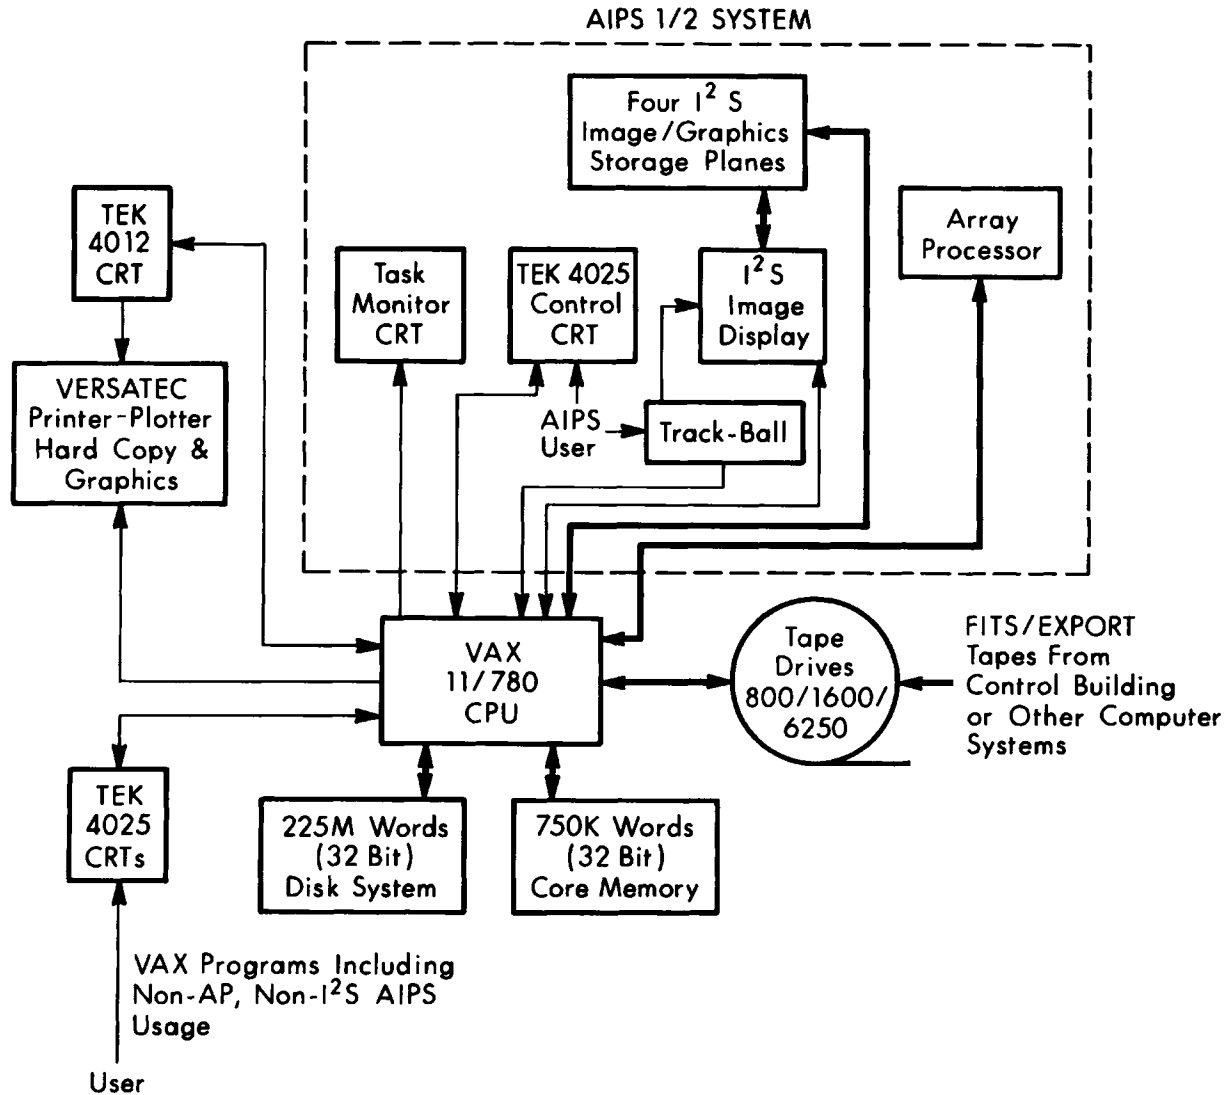 AIPS 1/2 SYSTEM
Four I² S
Image/Graphics
Storage Planes
TEK
4012
CRT
Array
Processor
Task
Monitor
CRT
TEK 4025
Control
CRT
I² S
Image
Display
VERSATEC
Printer-Plotter
Hard Copy &
Graphics
AIPS
User
Track-Ball
VAX
11/780
CPU
Tape
Drives
800/1600/
6250
FITS/EXPORT
Tapes From
Control Building
or Other Computer
Systems
TEK
4025
CRTs
225M Words
(32 Bit)
Disk System
750K Words
(32 Bit)
Core Memory
VAX Programs Including
Non-AP, Non-I²S AIPS
Usage
User